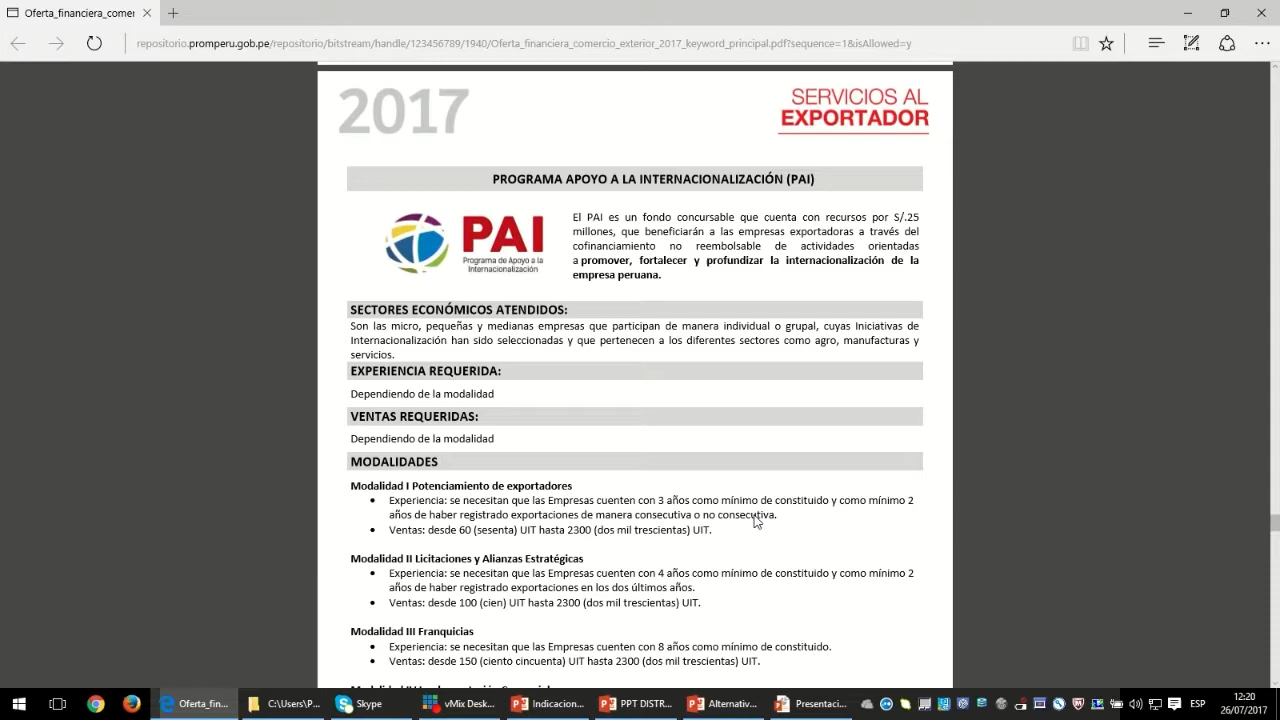 Oferta_financiera_comerc
repositorio.promperu.gob.pe/repositorio/bitstream/handle/123456789/1940/Oferta_financiera_comercio_exterior_2017_keyword_principal.pdf?sequence=1&isAllowed=y
2017
SERVICIOS AL
EXPORTADOR
PROGRAMA APOYO A LA INTERNACIONALIZACIÓN (PAI)
PAI
Programa de Apoyo a la
Internacionalización
El PAI es un fondo concursable que cuenta con recursos por S/.25
millones, que beneficiarán a las empresas exportadoras a través del
cofinanciamiento no reembolsable de actividades orientadas
a promover, fortalecer y profundizar la internacionalización de la
empresa peruana.
SECTORES ECONÓMICOS ATENDIDOS:
Son las micro, pequeñas y medianas empresas que participan de manera individual o grupal, cuyas Iniciativas de
Internacionalización han sido seleccionadas y que pertenecen a los diferentes sectores como agro, manufacturas y
servicios.
EXPERIENCIA REQUERIDA:
Dependiendo de la modalidad
VENTAS REQUERIDAS:
Dependiendo de la modalidad
MODALIDADES
Modalidad I Potenciamiento de exportadores
• Experiencia: se necesitan que las Empresas cuenten con 3 años como mínimo de constituido y como mínimo 2
años de haber registrado exportaciones de manera consecutiva o no consecutiva.
• Ventas: desde 60 (sesenta) UIT hasta 2300 (dos mil trescientas) UIT.
Modalidad II Licitaciones y Alianzas Estratégicas
• Experiencia: se necesitan que las Empresas cuenten con 4 años como mínimo de constituido y como mínimo 2
años de haber registrado exportaciones en los dos últimos años.
• Ventas: desde 100 (cien) UIT hasta 2300 (dos mil trescientas) UIT.
Modalidad III Franquicias
• Experiencia: se necesitan que las Empresas cuenten con 8 años como mínimo de constituido.
• Ventas: desde 150 (ciento cincuenta) UIT hasta 2300 (dos mil trescientas) UIT.
Oferta_fin...
C:\Users\P...
Skype
vMix Desk...
Indicacion...
PPT DISTR...
Alternativ...
Presentaci...
ESP
12:20
26/07/2017